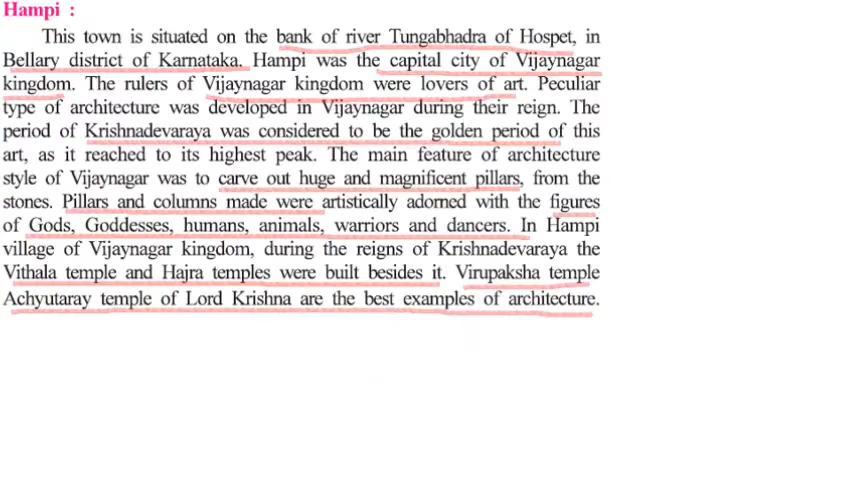 Hampi :
This town is situated on the bank of river Tungabhadra of Hospet, in
Bellary district of Karnataka. Hampi was the capital city of Vijaynagar
kingdom. The rulers of Vijaynagar kingdom were lovers of art. Peculiar
type of architecture was developed in Vijaynagar during their reign. The
period of Krishnadevaraya was considered to be the golden period of this
art, as it reached to its highest peak. The main feature of architecture
style of Vijaynagar was to carve out huge and magnificent pillars, from the
stones. Pillars and columns made were artistically adorned with the figures
of Gods, Goddesses, humans, animals, warriors and dancers. In Hampi
village of Vijaynagar kingdom, during the reigns of Krishnadevaraya the
Vithala temple and Hajra temples were built besides it. Virupaksha temple
Achyutaray temple of Lord Krishna are the best examples of architecture.